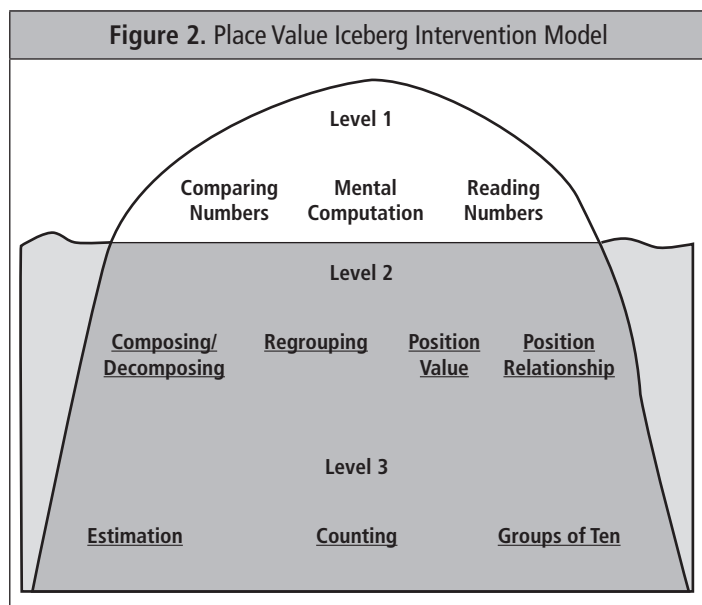 Figure 2. Place Value Iceberg Intervention Model
Level 1
Comparing Numbers
Mental Computation
Reading Numbers
Level 2
Composing/
Decomposing
Regrouping
Position
Value
Position
Relationship
Level 3
Estimation
Counting
Groups of Ten